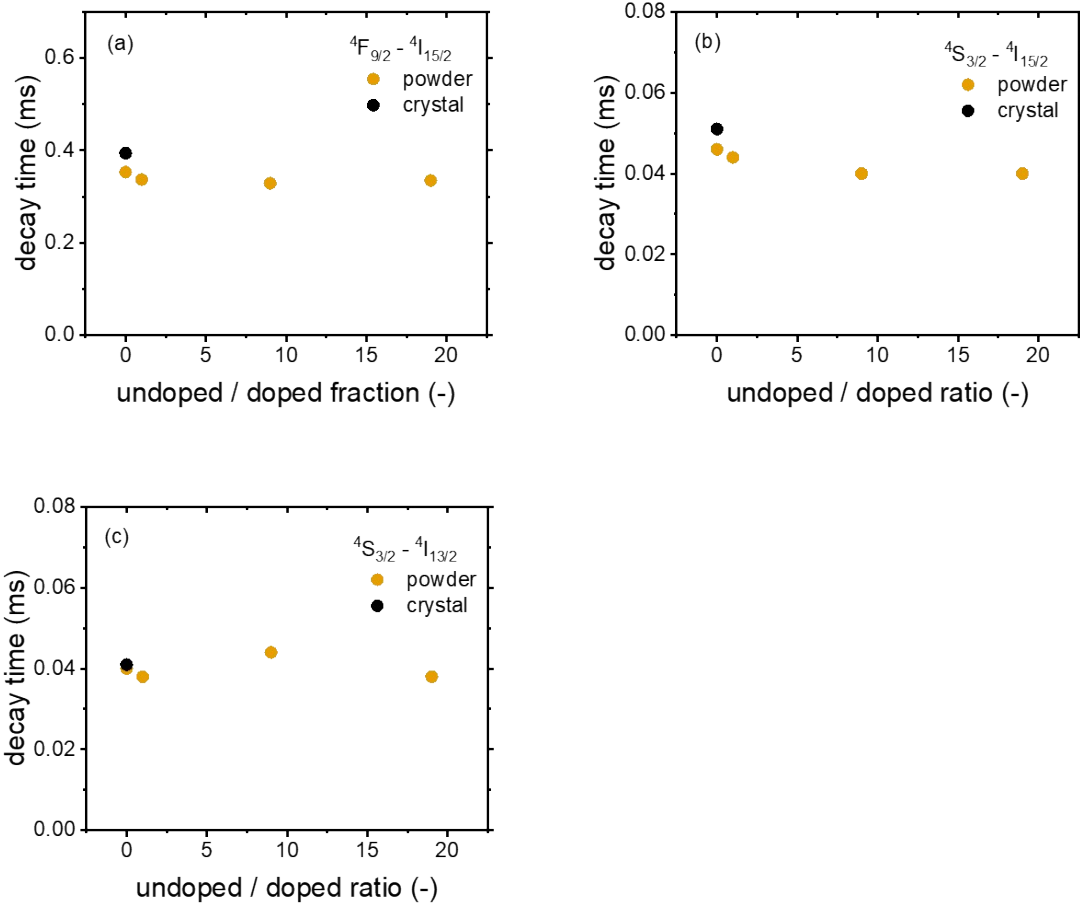 (a)
⁴F₉/₂ - ⁴I₁₅/₂
powder
crystal
decay time (ms)
0.6
0.4
0.2
0.0
0 5 10 15 20
undoped / doped fraction (-)
(b)
⁴S₃/₂ - ⁴I₁₅/₂
powder
crystal
decay time (ms)
0.08
0.06
0.04
0.02
0.00
0 5 10 15 20
undoped / doped ratio (-)
(c)
⁴S₃/₂ - ⁴I₁₃/₂
powder
crystal
decay time (ms)
0.08
0.06
0.04
0.02
0.00
0 5 10 15 20
undoped / doped ratio (-)